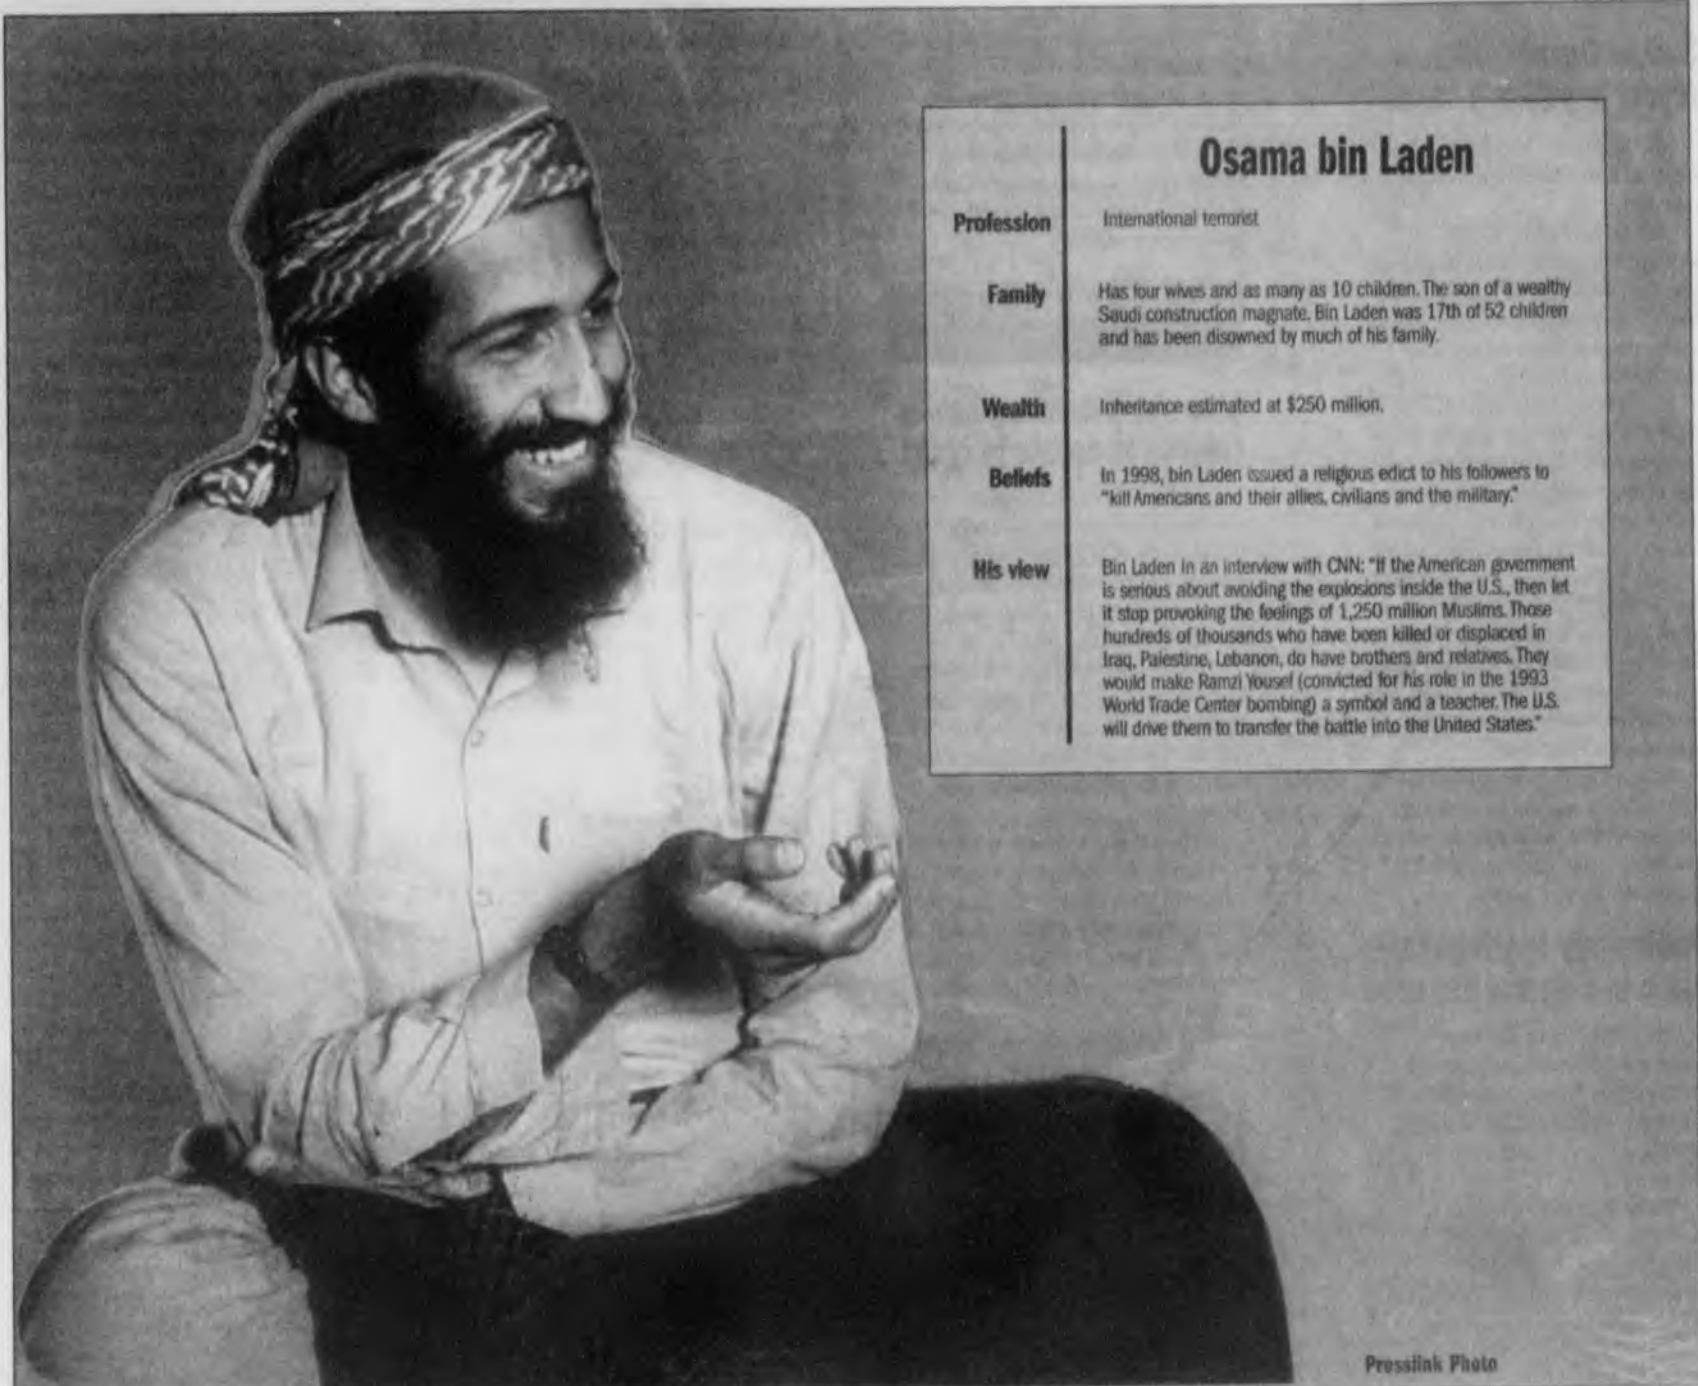 Osama bin Laden
Profession
International terrorist
Family
Has four wives and as many as 10 children. The son of a wealthy
Saudi construction magnate. Bin Laden was 17th of 52 children
and has been disowned by much of his family.
Wealth
Inheritance estimated at $250 million.
Beliefs
In 1998, bin Laden issued a religious edict to his followers to
"kill Americans and their allies, civilians and the military."
His view
Bin Laden in an interview with CNN: "If the American government
is serious about avoiding the explosions inside the U.S., then let
it stop provoking the feelings of 1,250 million Muslims. Those
hundreds of thousands who have been killed or displaced in
Iraq, Palestine, Lebanon, do have brothers and relatives. They
would make Ramzi Yousef (convicted for his role in the 1993
World Trade Center bombing) a symbol and a teacher. The U.S.
will drive them to transfer the battle into the United States."
Presslink Photo